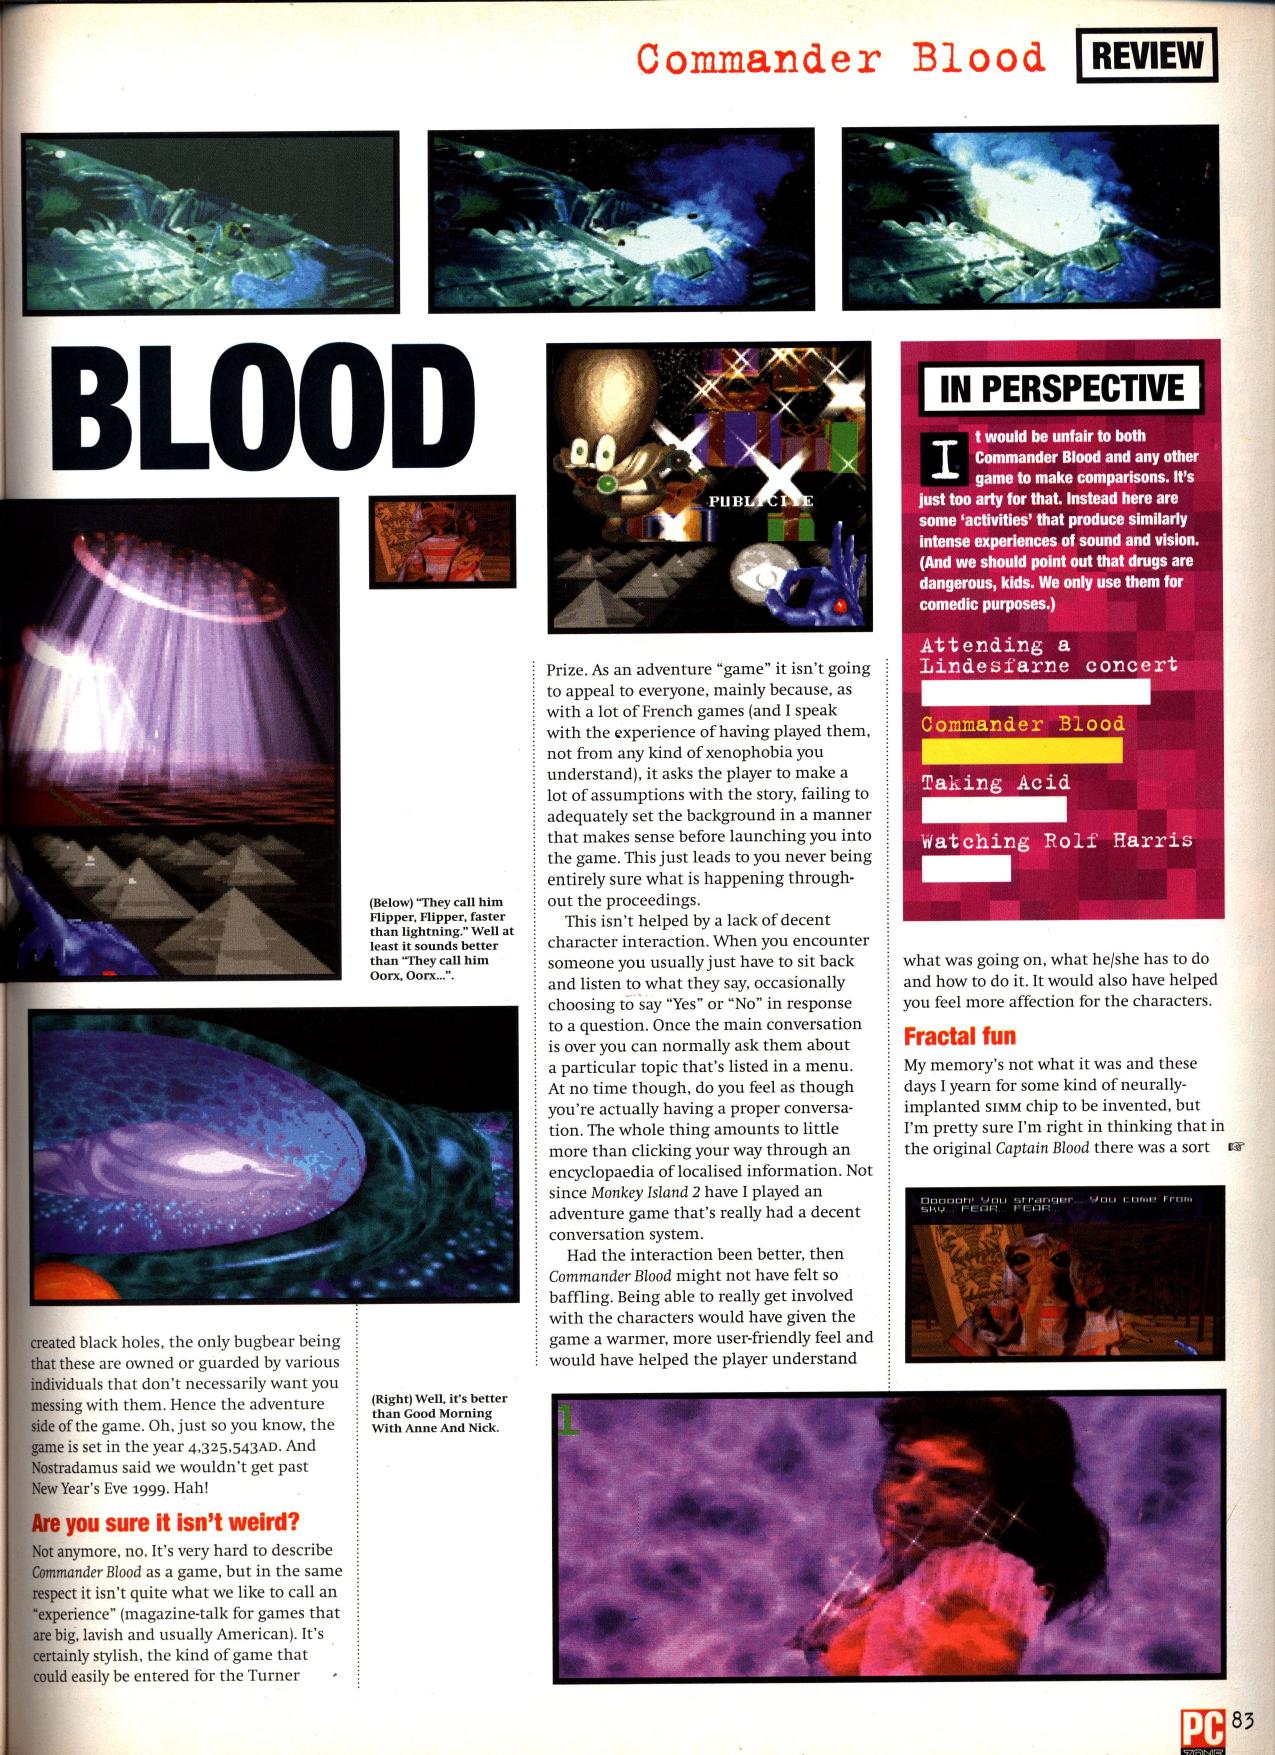 Commander Blood REVIEW
BLOOD
PUBLICITE
(Below) "They call him
Flipper, Flipper, faster
than lightning." Well at
least it sounds better
than "They call him
Oorx, Oorx...".
created black holes, the only bugbear being
that these are owned or guarded by various
individuals that don't necessarily want you
messing with them. Hence the adventure
side of the game. Oh, just so you know, the
game is set in the year 4,325,543AD. And
Nostradamus said we wouldn't get past
New Year's Eve 1999. Hah!
Are you sure it isn't weird?
Not anymore, no. It's very hard to describe
Commander Blood as a game, but in the same
respect it isn't quite what we like to call an
"experience" (magazine-talk for games that
are big, lavish and usually American). It's
certainly stylish, the kind of game that
could easily be entered for the Turner
(Right) Well, it's better
than Good Morning
With Anne And Nick.
Prize. As an adventure "game" it isn't going
to appeal to everyone, mainly because, as
with a lot of French games (and I speak
with the experience of having played them,
not from any kind of xenophobia you
understand), it asks the player to make a
lot of assumptions with the story, failing to
adequately set the background in a manner
that makes sense before launching you into
the game. This just leads to you never being
entirely sure what is happening through-
out the proceedings.
This isn't helped by a lack of decent
character interaction. When you encounter
someone you usually just have to sit back
and listen to what they say, occasionally
choosing to say "Yes" or "No" in response
to a question. Once the main conversation
is over you can normally ask them about
a particular topic that's listed in a menu.
At no time though, do you feel as though
you're actually having a proper conversa-
tion. The whole thing amounts to little
more than clicking your way through an
encyclopaedia of localised information. Not
since Monkey Island 2 have I played an
adventure game that's really had a decent
conversation system.
Had the interaction been better, then
Commander Blood might not have felt so
baffling. Being able to really get involved
with the characters would have given the
game a warmer, more user-friendly feel and
would have helped the player understand
IN PERSPECTIVE
It would be unfair to both
Commander Blood and any other
game to make comparisons. It's
just too arty for that. Instead here are
some 'activities' that produce similarly
intense experiences of sound and vision.
(And we should point out that drugs are
dangerous, kids. We only use them for
comedic purposes.)
Attending a
Lindesfarne concert
Commander Blood
Taking Acid
Watching Rolf Harris
what was going on, what he/she has to do
and how to do it. It would also have helped
you feel more affection for the characters.
Fractal fun
My memory's not what it was and these
days I yearn for some kind of neurally-
implanted SIMM chip to be invented, but
I'm pretty sure I'm right in thinking that in
the original Captain Blood there was a sort ☞
Oooooh! You stranger... You come from
sky... FEAR... FEAR...
1
PC ZONE 83